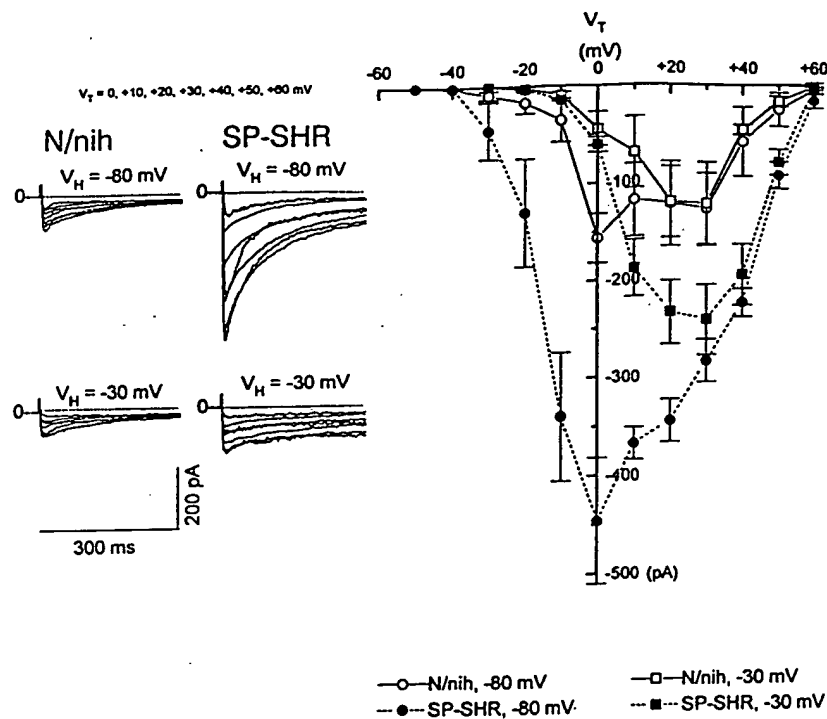 V_T = 0, +10, +20, +30, +40, +50, +60 mV
N/nih
SP-SHR
V_H = -80 mV
V_H = -80 mV
0
0
V_H = -30 mV
V_H = -30 mV
0
0
200 pA
300 ms
V_T
(mV)
-60
-40
-20
0
+20
+40
+60
-100
-200
-300
-400
-500 (pA)
N/nih, -80 mV
N/nih, -30 mV
SP-SHR, -80 mV
SP-SHR, -30 mV